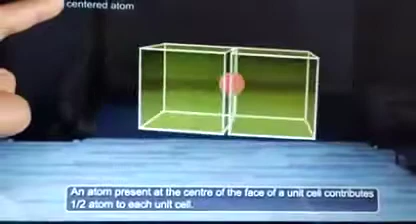 centered atom
An atom present at the centre of the face of a unit cell contributes
1/2 atom to each unit cell.